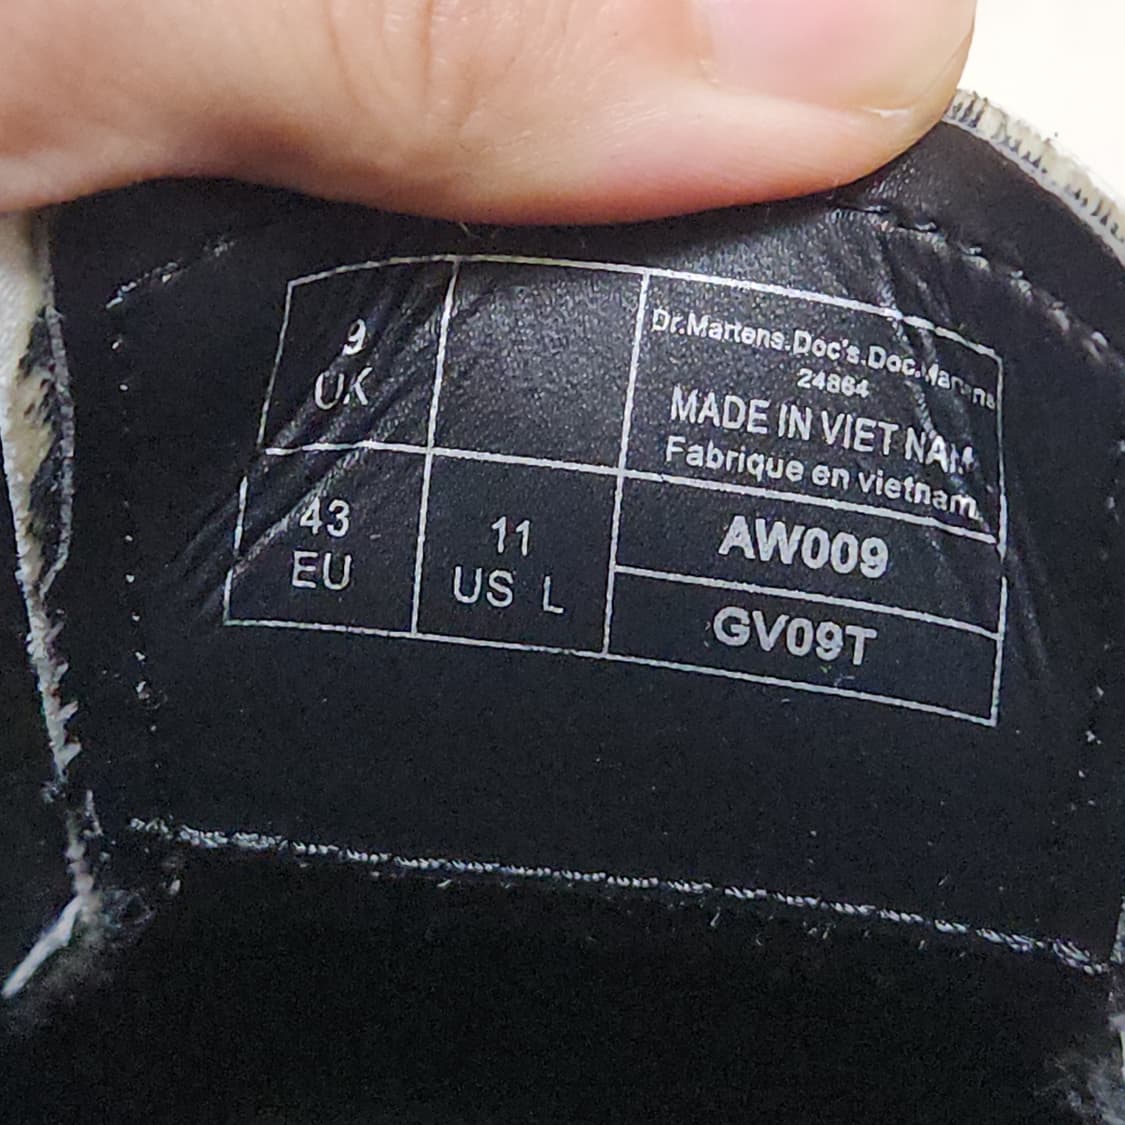 9
UK
43
EU
11
US L
Dr.Martens.Doc's.Doc.Martens
24864
MADE IN VIET NAM
Fabrique en vietnam
AW009
GV09T